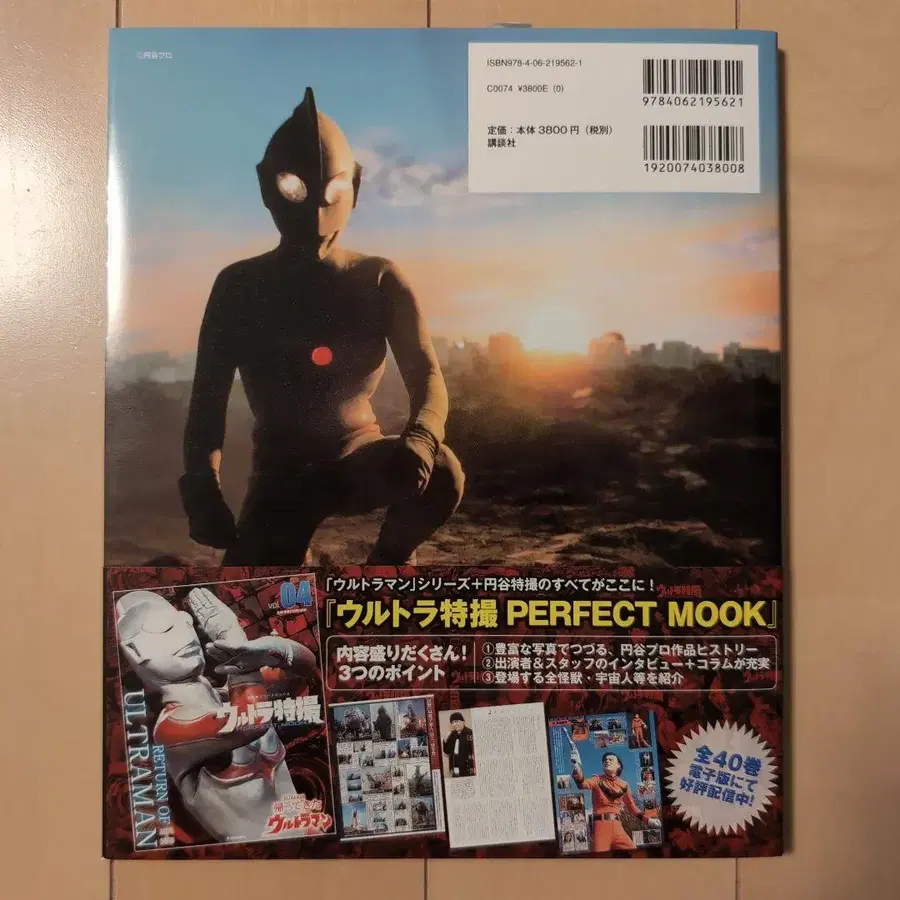 ©円谷プロ
ISBN978-4-06-219562-1
C0074 ¥3800E (0)
定価：本体3800円（税別）
講談社
9784062195621
1920074038008
「ウルトラマン」シリーズ＋円谷特撮のすべてがここに！
『ウルトラ特撮 PERFECT MOOK』
内容盛りだくさん！
3つのポイント
①豊富な写真でつづる、円谷プロ作品ヒストリー
②出演者＆スタッフのインタビュー＋コラムが充実
③登場する全怪獣・宇宙人等を紹介
vol.04
ウルトラ特撮
RETURN OF
ULTRAMAN
帰ってきた
ウルトラマン
全40巻
電子版にて
好評配信中！